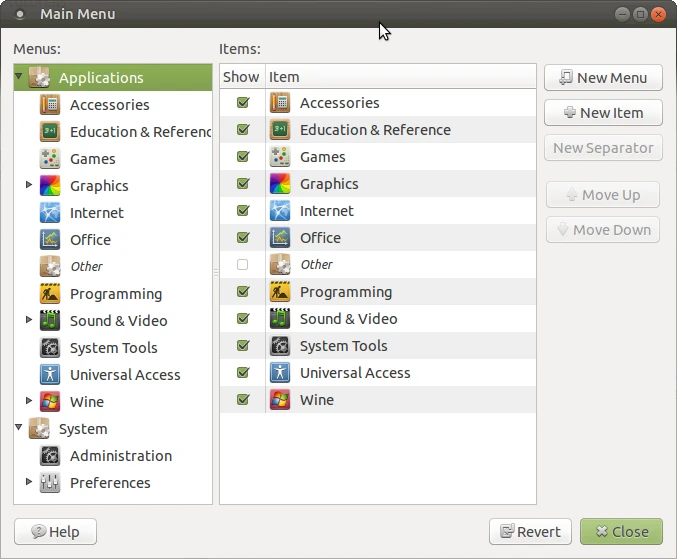 Main Menu
Menus:
Items:
Applications
Accessories
Education & Referenc
Games
Graphics
Internet
Office
Other
Programming
Sound & Video
System Tools
Universal Access
Wine
System
Administration
Preferences
Show Item
Accessories
Education & Reference
Games
Graphics
Internet
Office
Other
Programming
Sound & Video
System Tools
Universal Access
Wine
New Menu
New Item
New Separator
Move Up
Move Down
Help
Revert
Close